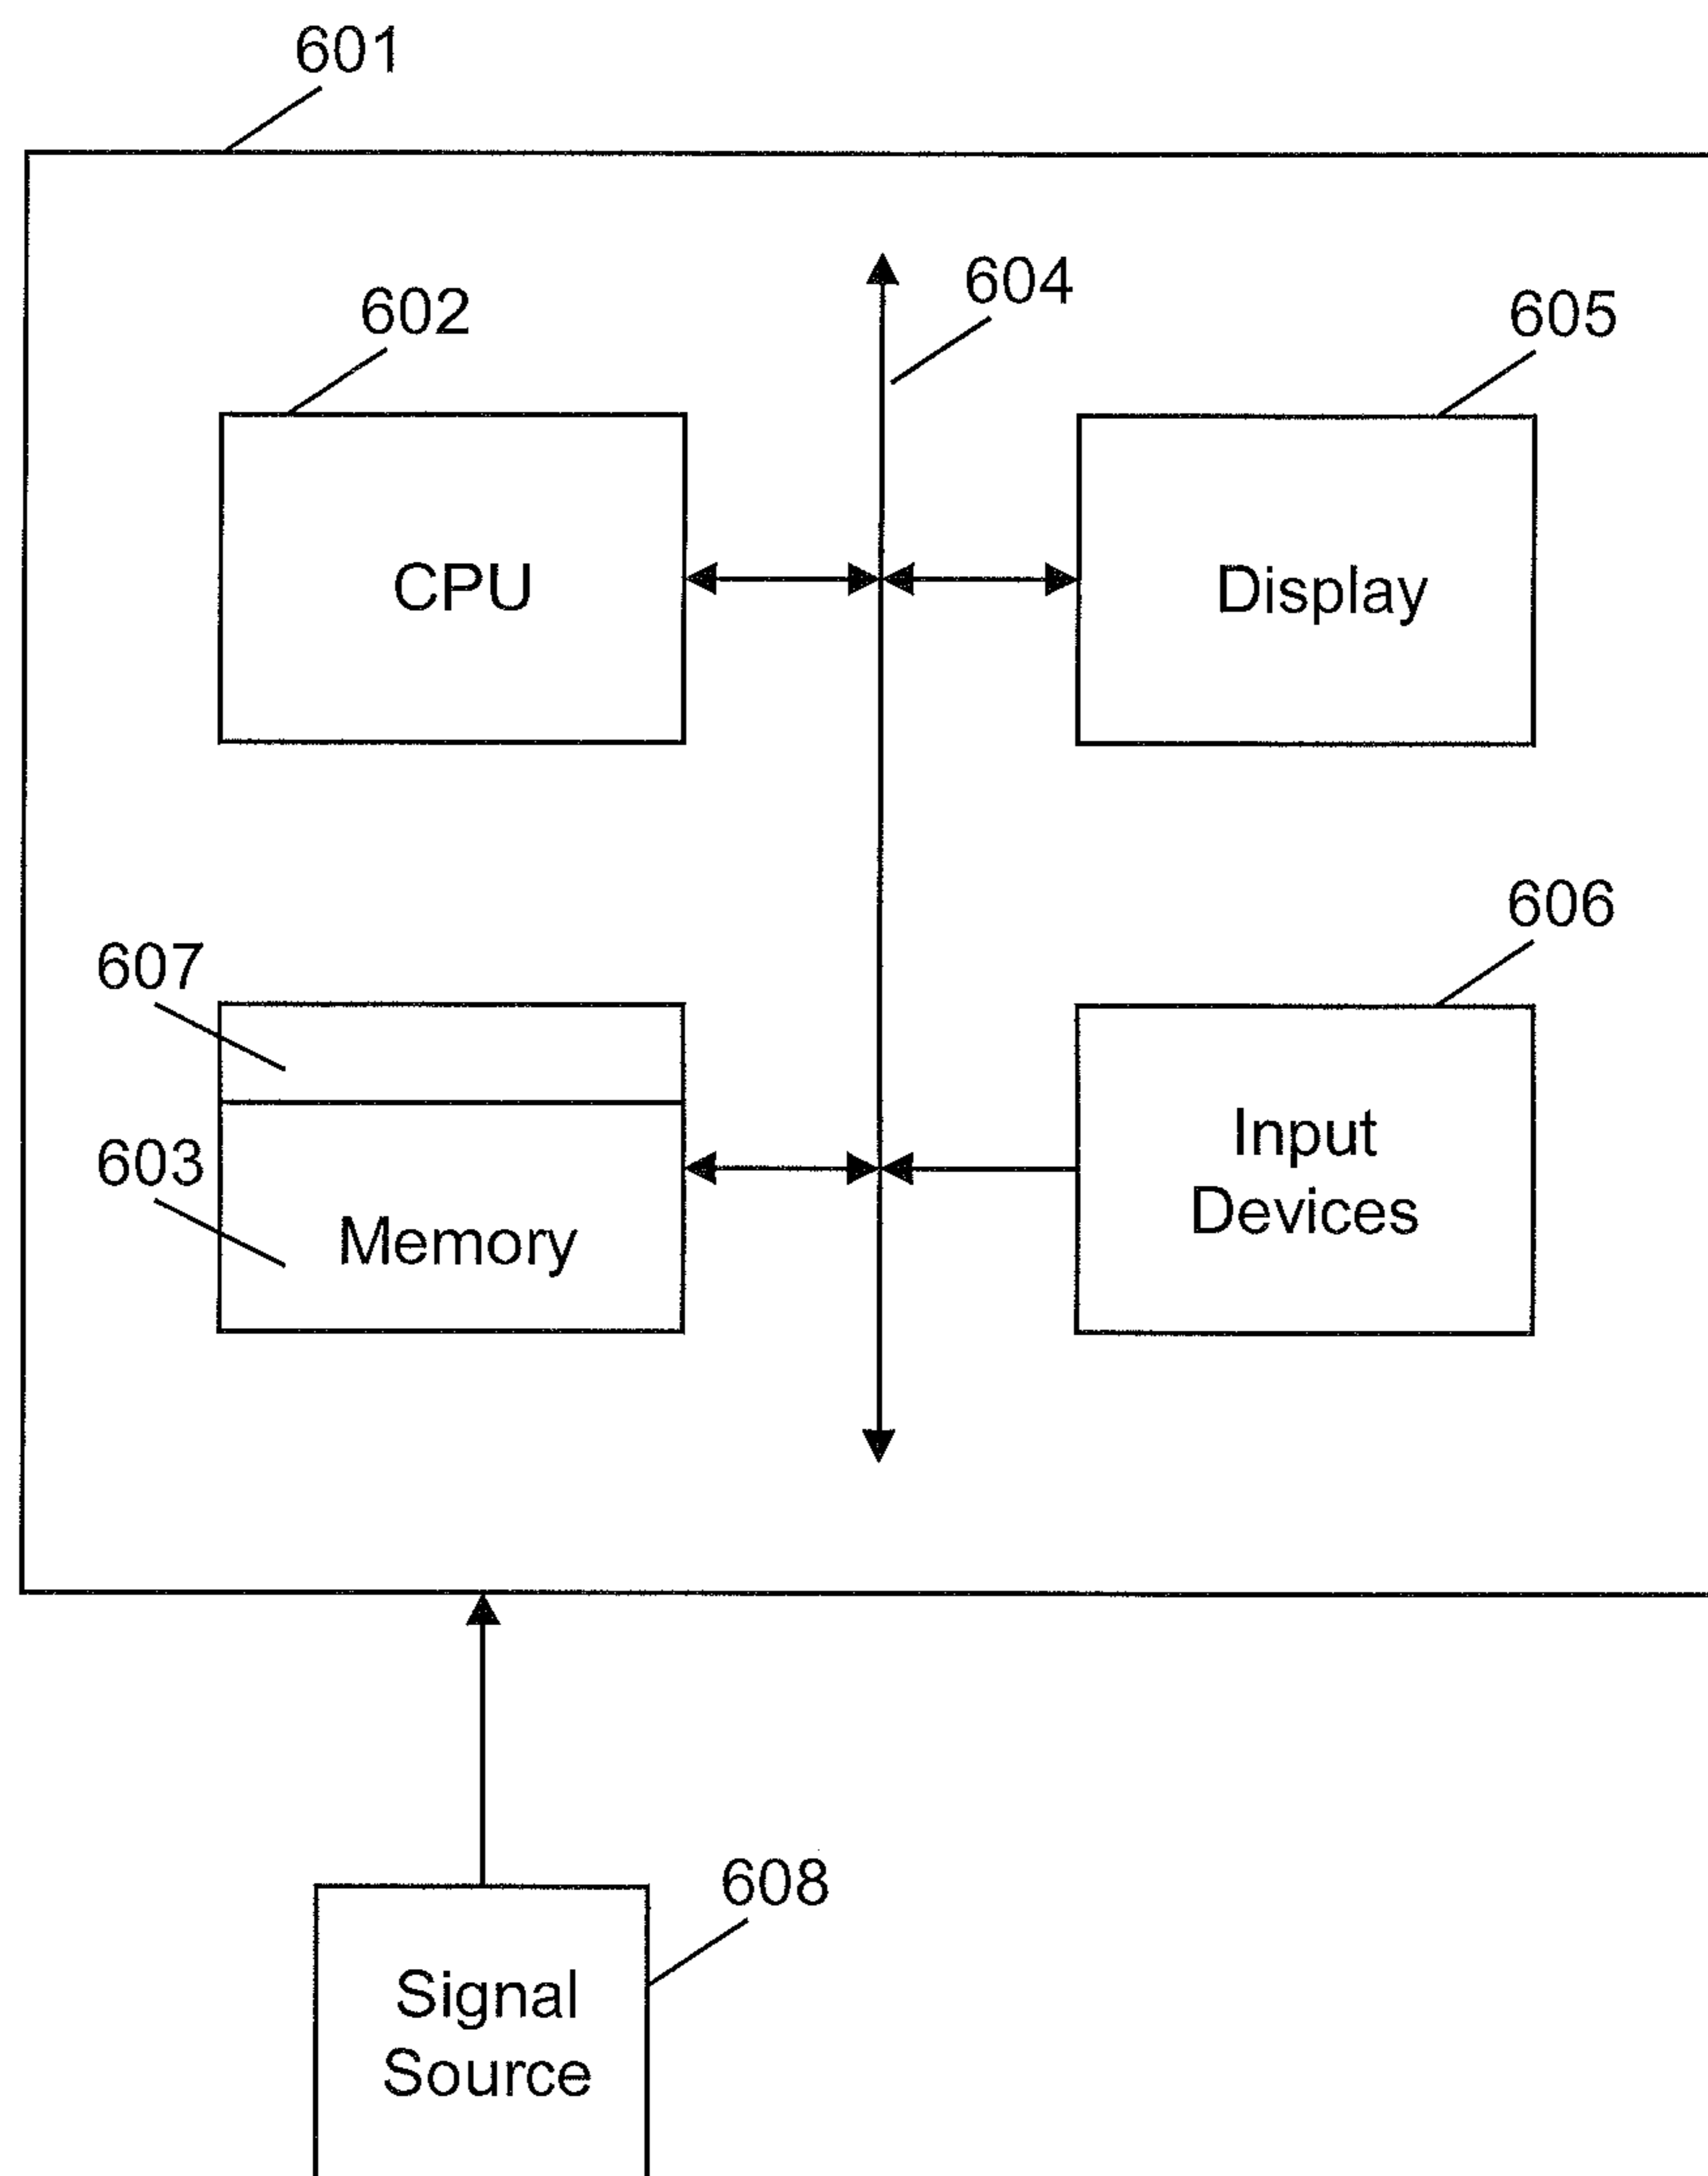 601
604
602
605
CPU
Display
606
607
603
Input
Devices
Memory
608
Signal
Source